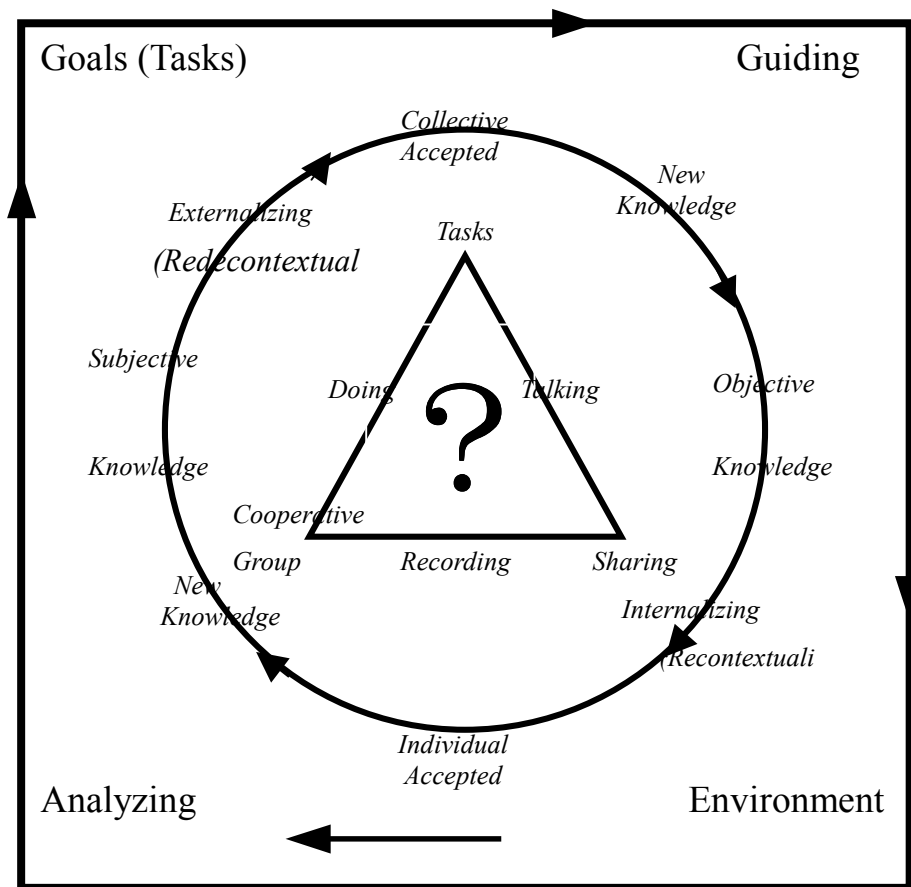 Goals (Tasks)
Guiding
Collective
Accepted
New
Knowledge
Externalizing
(Redecontextual
Tasks
Subjective
Knowledge
Doing
?
Talking
Objective
Knowledge
Cooperative
Group
Recording
Sharing
New
Knowledge
Internalizing
(Recontextuali
Individual
Accepted
Analyzing
Environment